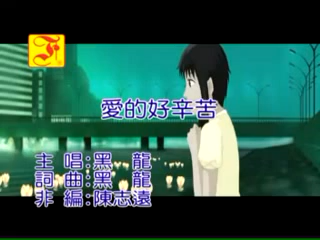 愛的好辛苦
主 唱:黑 龍
詞 曲:黑 龍
非 編:陳志遠